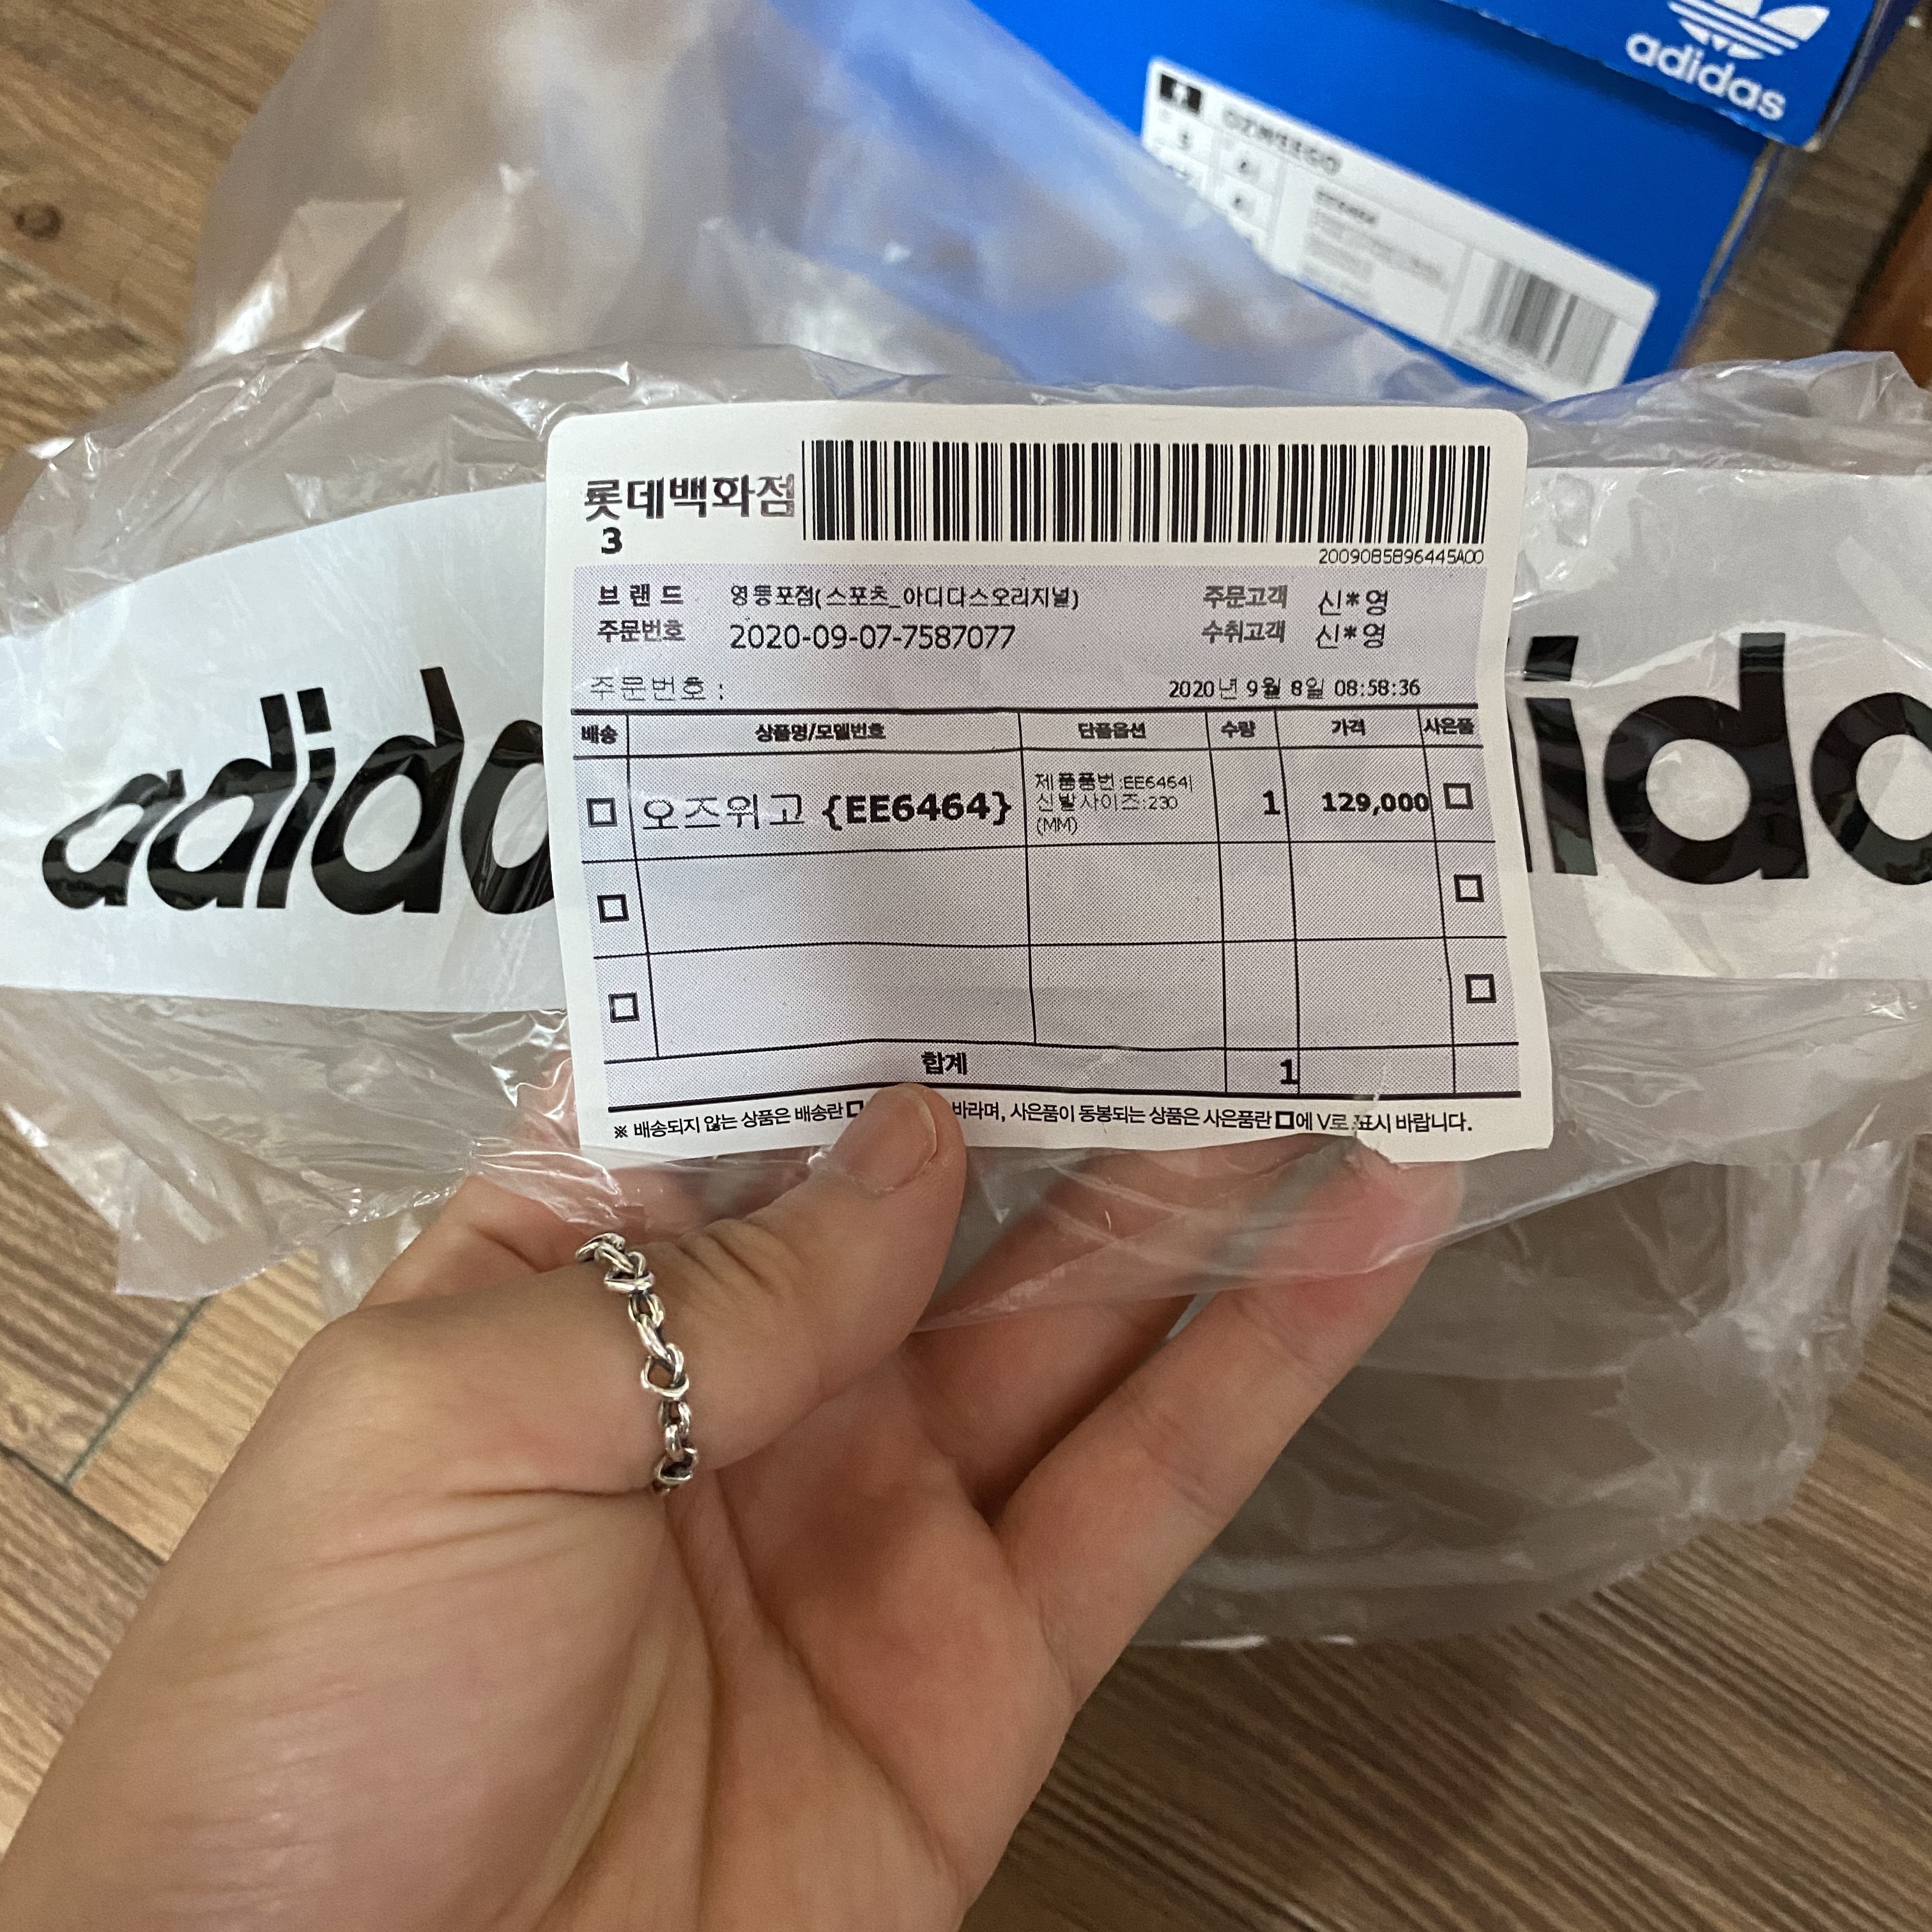 adidas
OZWEEGO
롯데백화점
3
2009085896445A00
브랜드 영등포점(스포츠_아디다스오리지널) 주문고객 신*영
주문번호 2020-09-07-7587077 수취고객 신*영
주문번호 : 2020년 9월 8일 08:58:36
배송 상품명/모델번호 단품옵션 수량 가격 사은품
□ 오즈위고 {EE6464} 제품품번:EE6464| 1 129,000 □
신발사이즈:230
(MM)
□ □
□ □
합계 1
※ 배송되지 않는 상품은 배송란 □ 바라며, 사은품이 동봉되는 상품은 사은품란 □에 V로 표시 바랍니다.
adida
ida